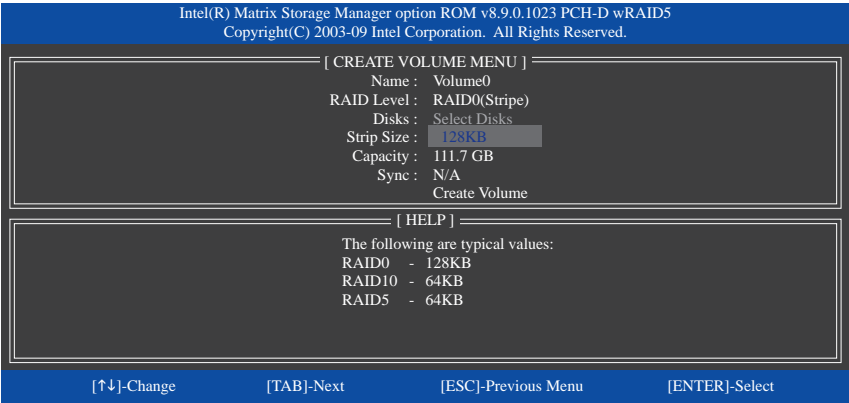 Intel(R) Matrix Storage Manager option ROM v8.9.0.1023 PCH-D wRAID5
Copyright(C) 2003-09 Intel Corporation. All Rights Reserved.
[ CREATE VOLUME MENU ]
Name : Volume0
RAID Level : RAID0(Stripe)
Disks : Select Disks
Strip Size : 128KB
Capacity : 111.7 GB
Sync : N/A
Create Volume
[ HELP ]
The following are typical values:
RAID0 - 128KB
RAID10 - 64KB
RAID5 - 64KB
[↑↓]-Change [TAB]-Next [ESC]-Previous Menu [ENTER]-Select